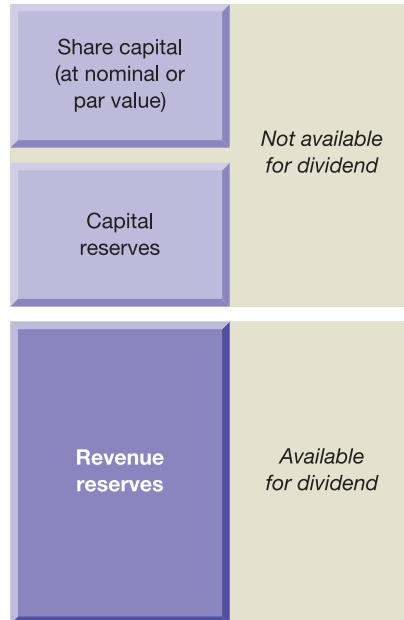 Share capital
(at nominal or
par value)
Not available
for dividend
Capital
reserves
Revenue
reserves
Available
for dividend